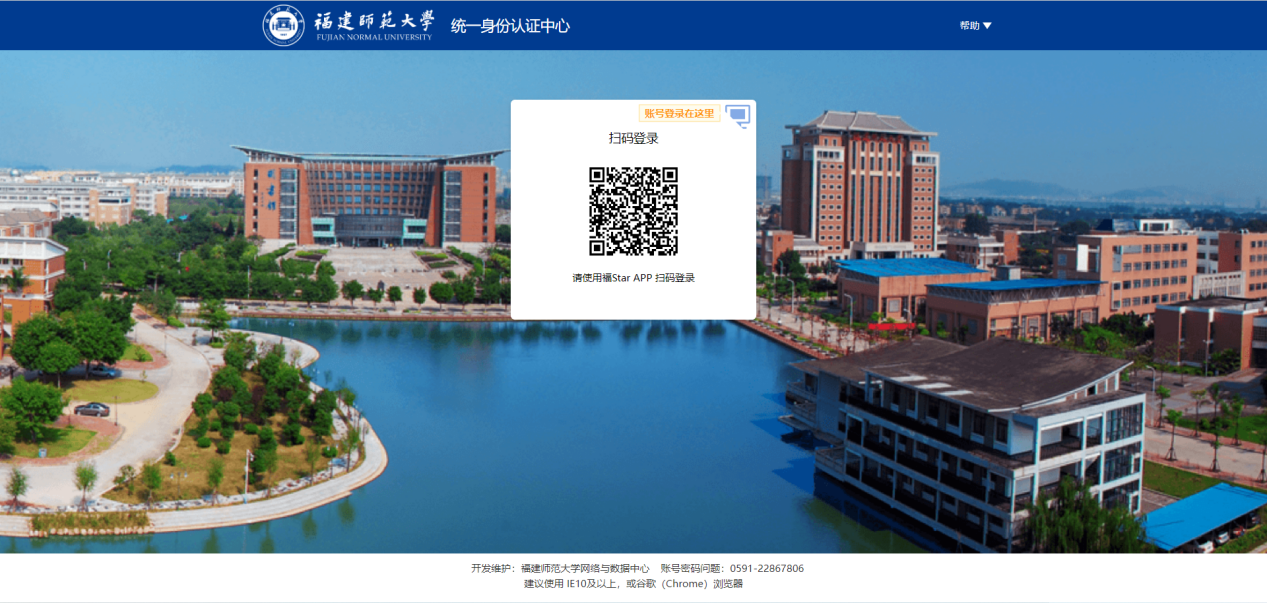 福建师范大学
FUJIAN NORMAL UNIVERSITY
统一身份认证中心
帮助
账号登录在这里
扫码登录
图书馆
请使用福Star APP 扫码登录
开发维护：福建师范大学网络与数据中心 账号密码问题：0591-22867806
建议使用 IE10及以上，或谷歌（Chrome）浏览器